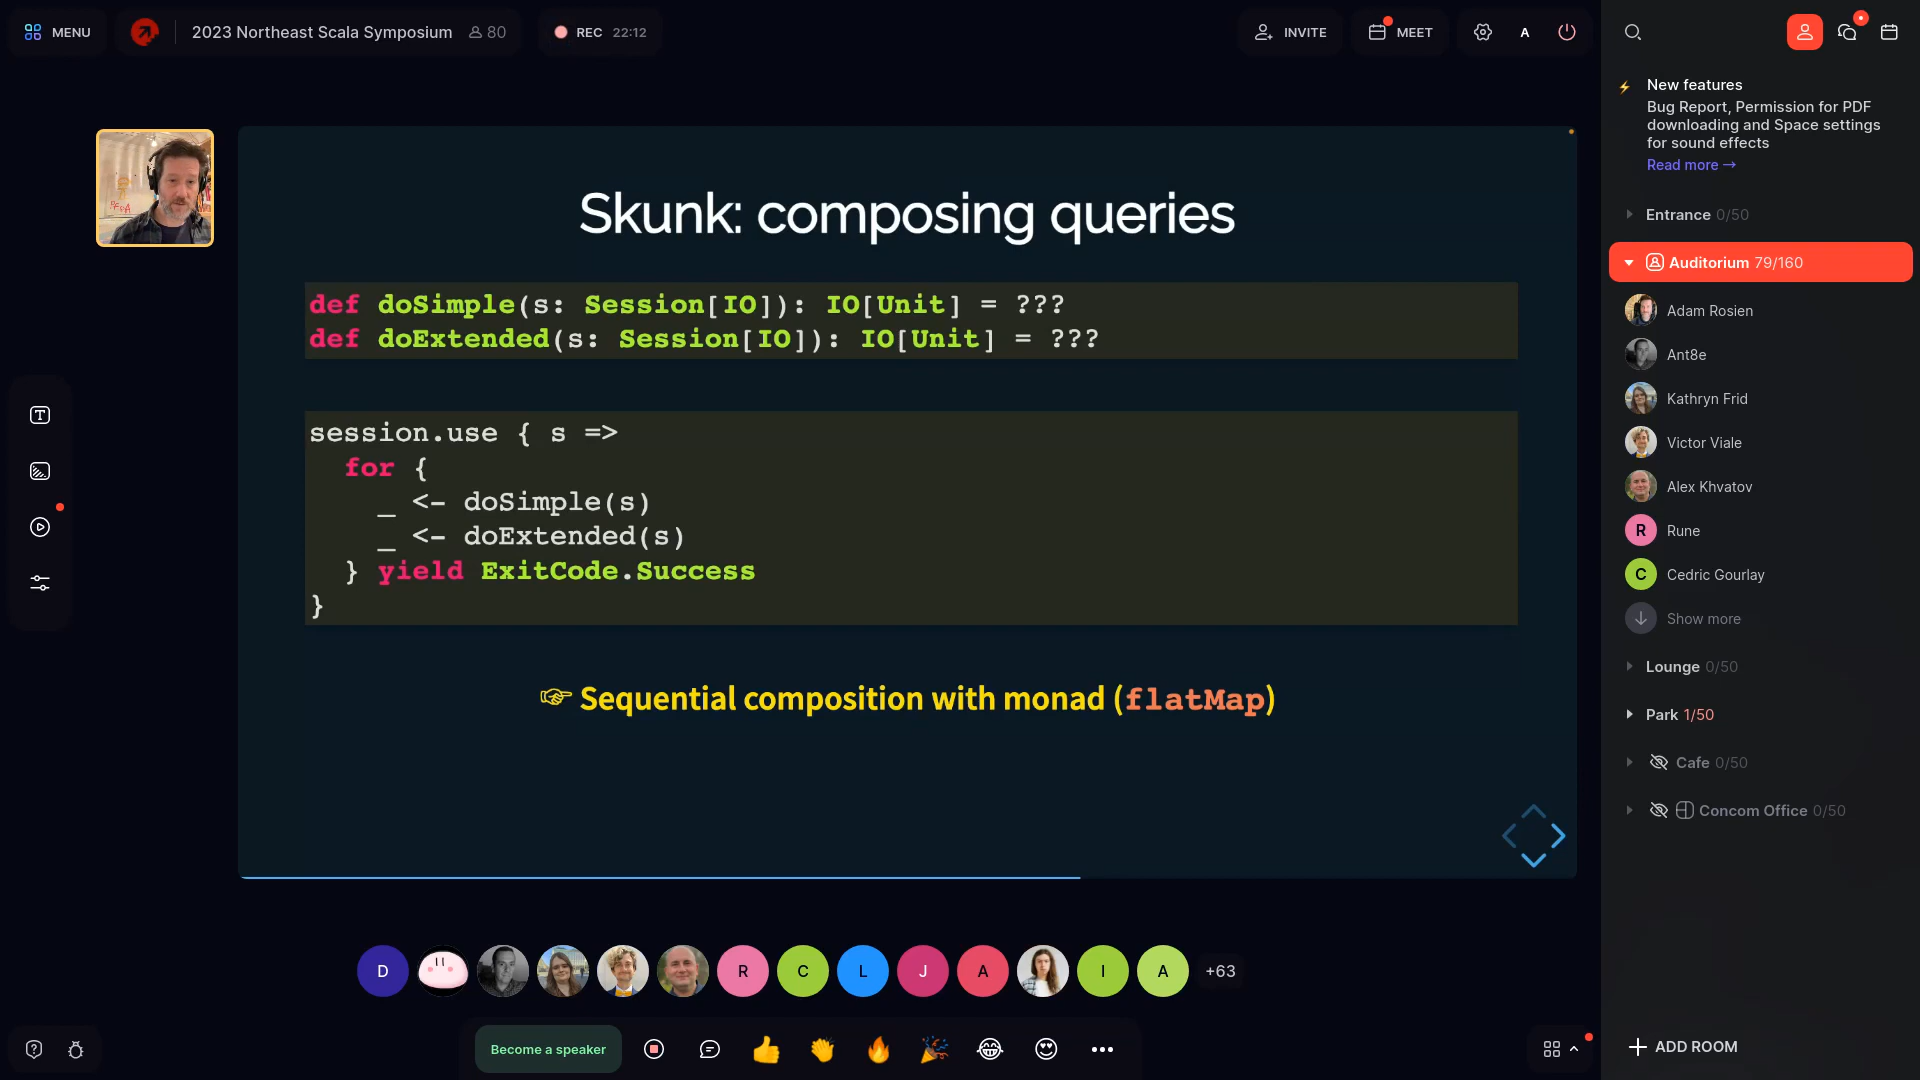 MENU
2023 Northeast Scala Symposium
80
REC 22:12
INVITE
MEET
A
New features
Bug Report, Permission for PDF
downloading and Space settings
for sound effects
Read more →
Skunk: composing queries
def doSimple(s: Session[IO]): IO[Unit] = ???
def doExtended(s: Session[IO]): IO[Unit] = ???
session.use { s =>
  for {
    _ <- doSimple(s)
    _ <- doExtended(s)
  } yield ExitCode.Success
}
☞ Sequential composition with monad (flatMap)
Entrance 0/50
Auditorium 79/160
Adam Rosien
Ant8e
Kathryn Frid
Victor Viale
Alex Khvatov
R Rune
C Cedric Gourlay
Show more
Lounge 0/50
Park 1/50
Cafe 0/50
Concom Office 0/50
D R C L J A I A +63
Become a speaker
ADD ROOM